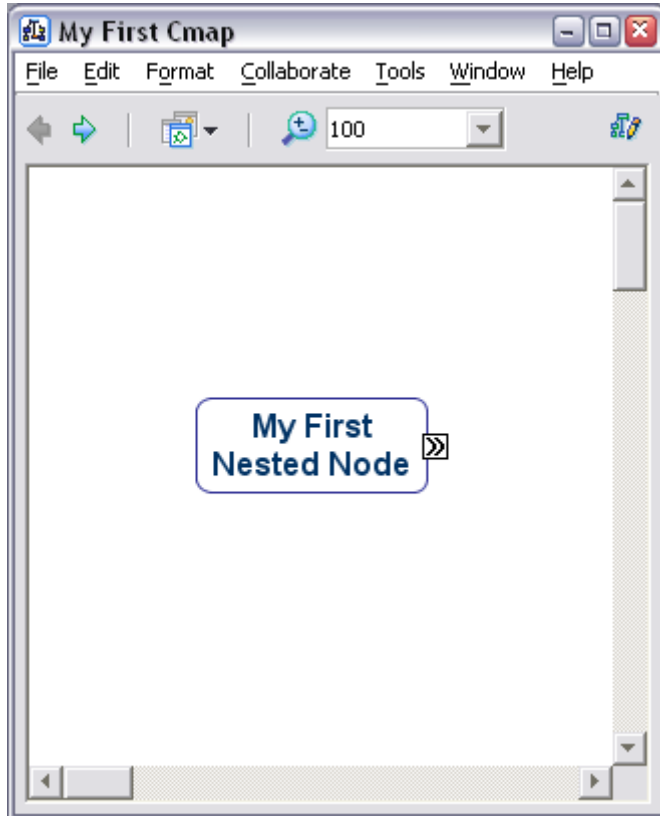 My First Cmap
File Edit Format Collaborate Tools Window Help
100
My First
Nested Node